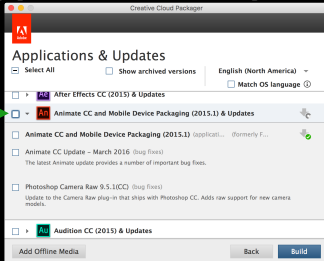 Creative Cloud Packager
Adobe
Applications & Updates
Select All
Show archived versions
English (North America)
Match OS language
Ae After Effects CC (2015) & Updates
An Animate CC and Mobile Device Packaging (2015.1) & Updates
Animate CC and Mobile Device Packaging (2015.1) (applicati... (formerly F...
Animate CC Update - March 2016 (bug fixes)
The latest Animate update provides a number of important bug fixes.
Photoshop Camera Raw 9.5.1(CC) (bug fixes)
Update to the Camera Raw plug-in that ships with Photoshop CC. Adds raw support for new camera
models.
Au Audition CC (2015) & Updates
Add Offline Media
Back
Build